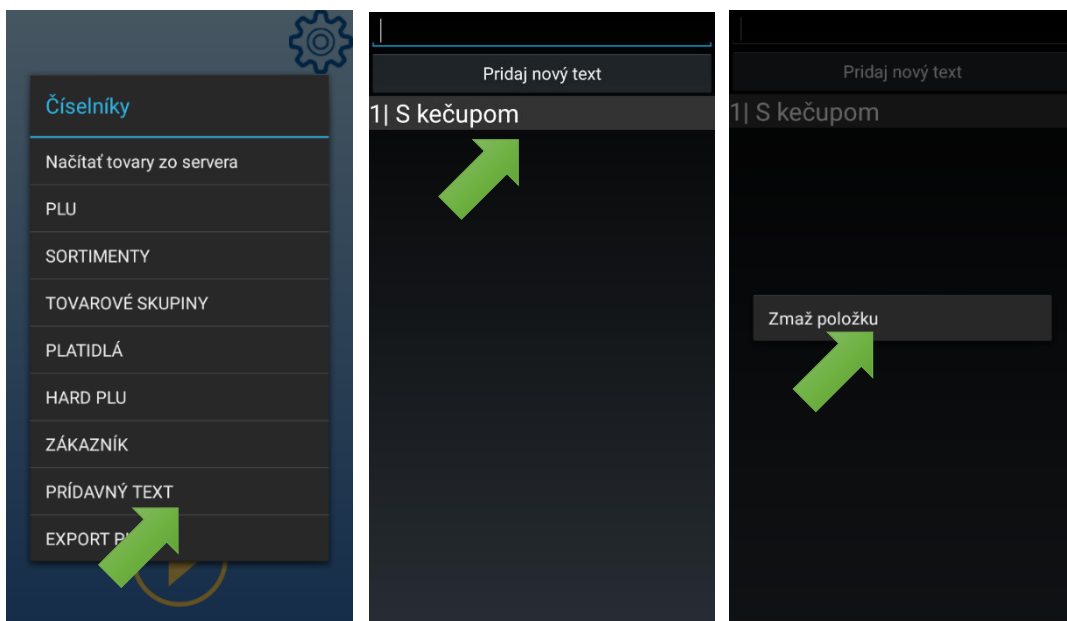 Číselníky
Načítať tovary zo servera
PLU
SORTIMENTY
TOVAROVÉ SKUPINY
PLATIDLÁ
HARD PLU
ZÁKAZNÍK
PRÍDAVNÝ TEXT
EXPORT
Pridaj nový text
1| S kečupom
Pridaj nový text
1| S kečupom
Zmaž položku